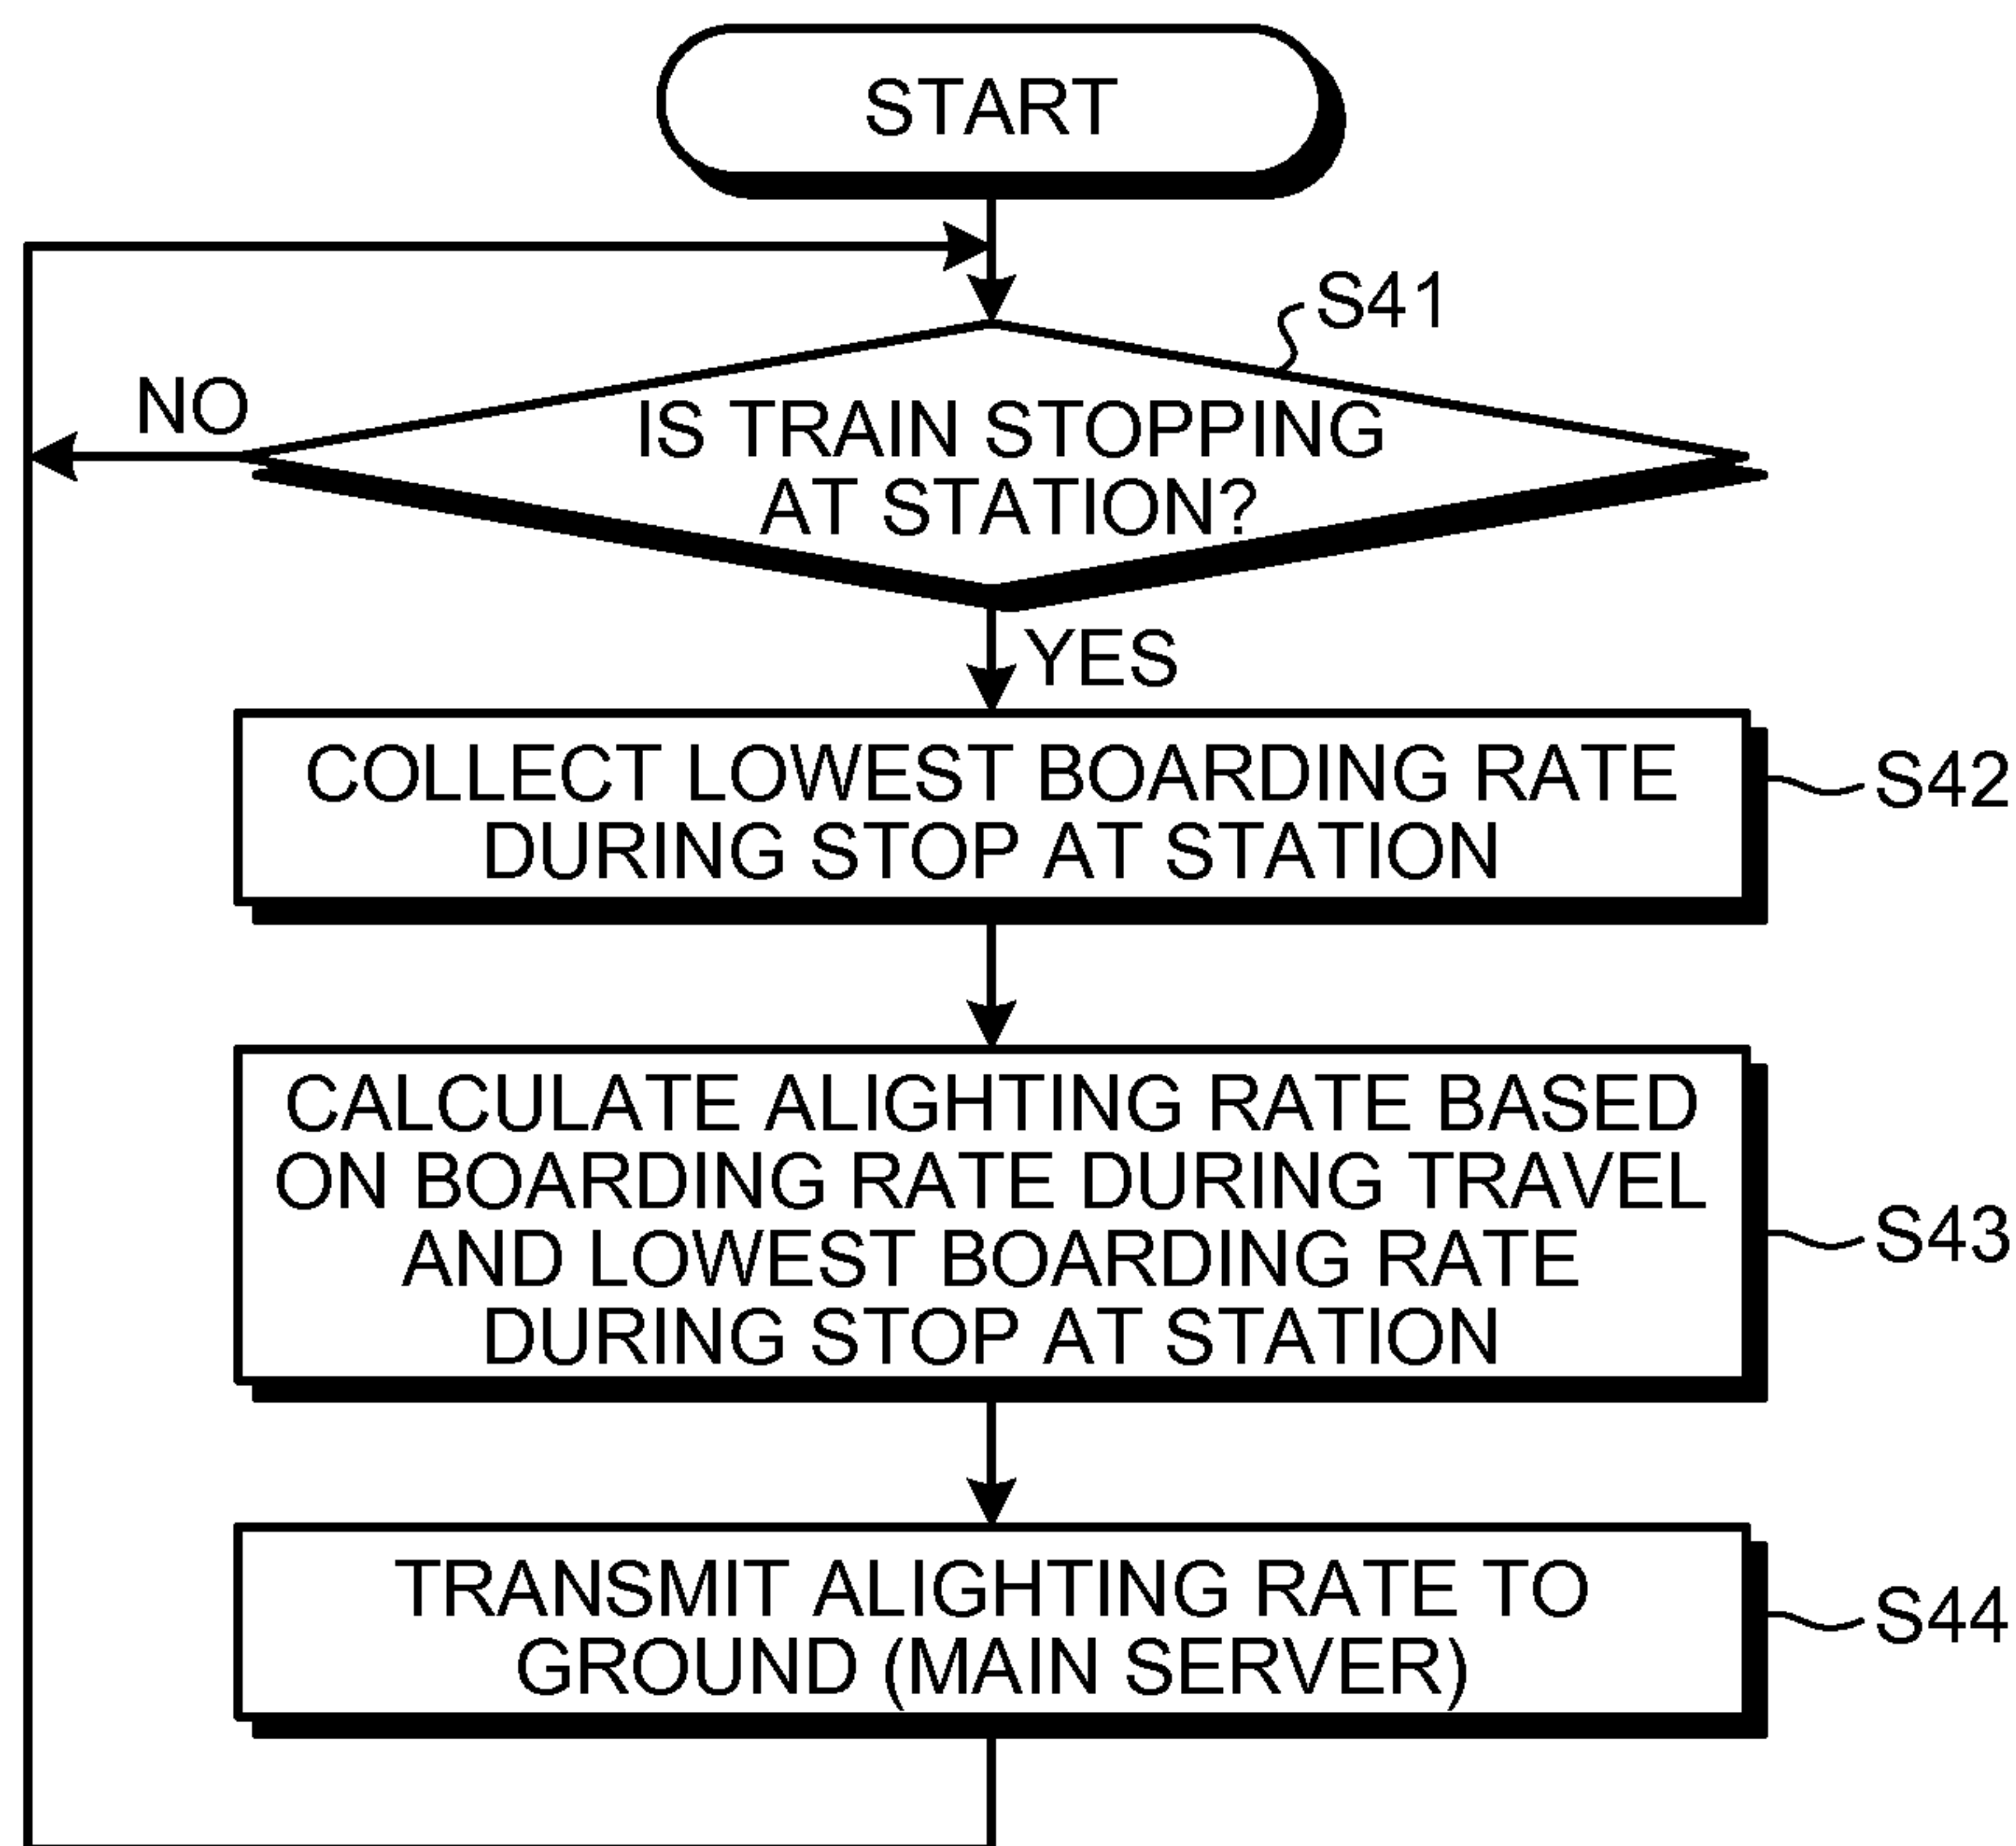 START
S41
NO
IS TRAIN STOPPING
AT STATION?
YES
COLLECT LOWEST BOARDING RATE
DURING STOP AT STATION
S42
CALCULATE ALIGHTING RATE BASED
ON BOARDING RATE DURING TRAVEL
AND LOWEST BOARDING RATE
DURING STOP AT STATION
S43
TRANSMIT ALIGHTING RATE TO
GROUND (MAIN SERVER)
S44